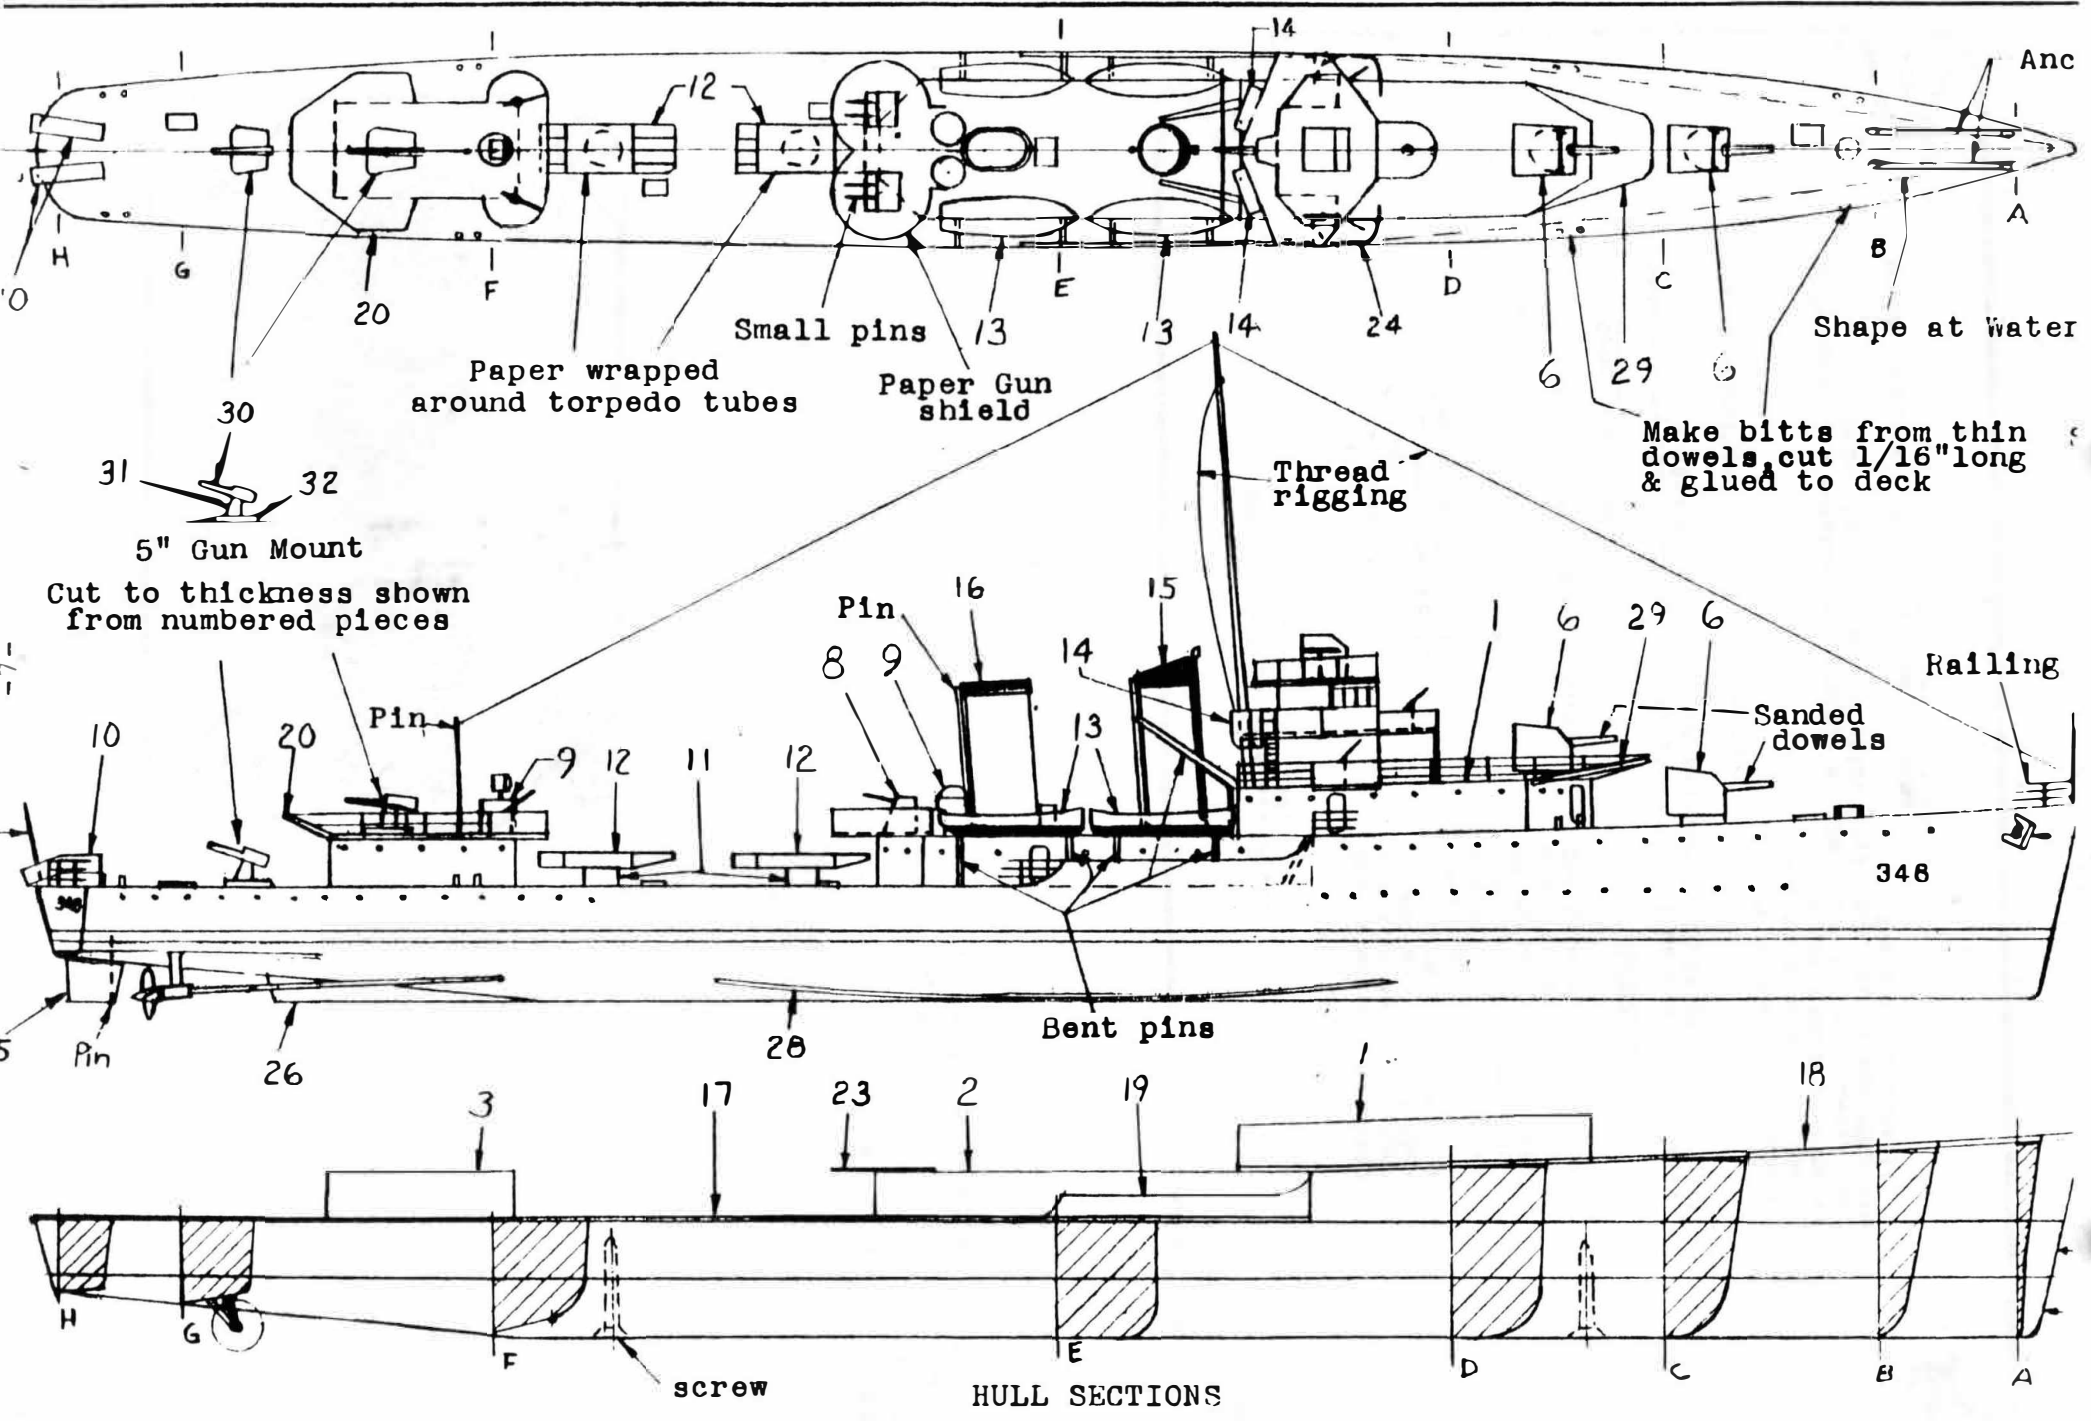 14
Anc
12
H
G
F
E
D
C
B
A
20
Small pins
13
13
14
24
Shape at Water
6
29
6
Paper wrapped
around torpedo tubes
Paper Gun
shield
30
31
32
5" Gun Mount
Cut to thickness shown
from numbered pieces
Thread
rigging
Make bitts from thin
dowels,cut 1/16"long
& glued to deck
16
15
Pin
8
9
14
13
1
6
29
6
Railing
Sanded
dowels
10
20
Pin
9
12
11
12
348
348
5
Pin
26
28
Bent pins
3
17
23
2
19
1
18
H
G
F
E
D
C
B
A
screw
HULL SECTIONS